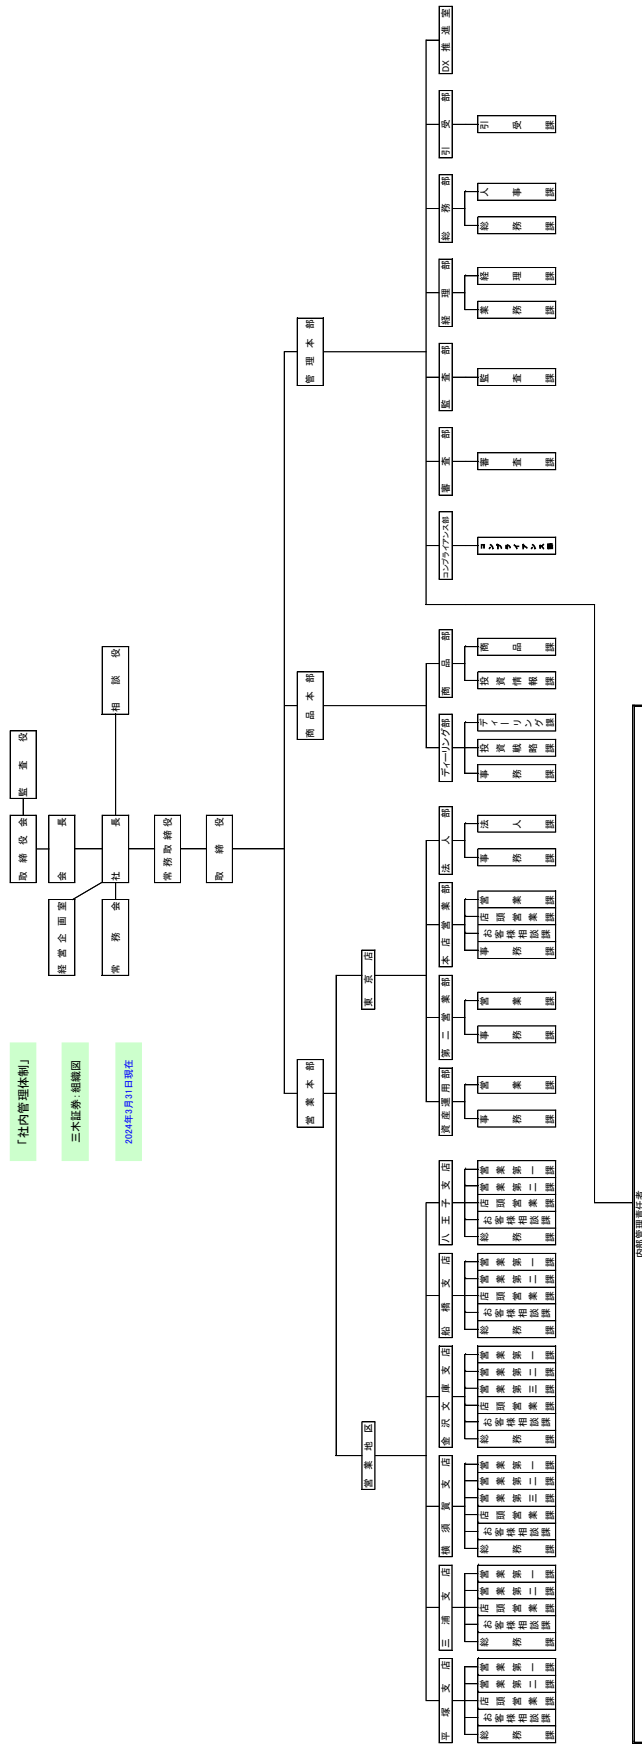 「社内管理体制」
三木証券:組織図
2024年3月31日現在
取締役会
監査役
会長
経営企画室
社長
相談役
常務会
常務取締役
取締役
営業本部
商品本部
管理本部
営業地区
東京店
平塚支店
三浦支店
横須賀支店
金沢文庫支店
船橋支店
八王子支店
資産運用部
第二営業部
本店営業部
法人部
ディーリング部
商品部
コンプライアンス部
審査部
監査部
経理部
総務部
引受部
DX推進室
総務課
お客様相談課
店頭営業課
営業第二課
営業第一課
総務課
お客様相談課
店頭営業課
営業第二課
営業第一課
総務課
お客様相談課
店頭営業課
営業第三課
営業第二課
営業第一課
総務課
お客様相談課
店頭営業課
営業第三課
営業第二課
営業第一課
総務課
お客様相談課
店頭営業課
営業第二課
営業第一課
総務課
お客様相談課
店頭営業課
営業第二課
営業第一課
事務課
営業課
事務課
営業課
事務課
お客様相談課
店頭営業課
営業課
事務課
法人課
事務課
投資戦略課
ディーリング課
投資情報課
商品課
コンプライアンス課
審査課
監査課
業務課
経理課
総務課
人事課
引受課
内部管理責任者